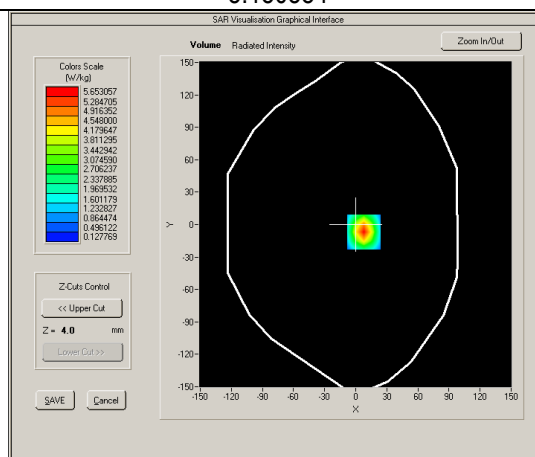 SAR Visualisation Graphical Interface
Volume Radiated Intensity
Zoom In/Out
Colors Scale
(W/kg)
5.653057
5.284705
4.916352
4.548000
4.179647
3.811295
3.442942
3.074590
2.706237
2.337885
1.969532
1.601179
1.232827
0.864474
0.496122
0.127769
Z-Cuts Control
<< Upper Cut
Z = 4.0 mm
Lower Cut >>
SAVE
Cancel
150
120
90
60
30
0
-30
-60
-90
-120
-150
Y
-150 -120 -90 -60 -30 0 30 60 90 120 150
X